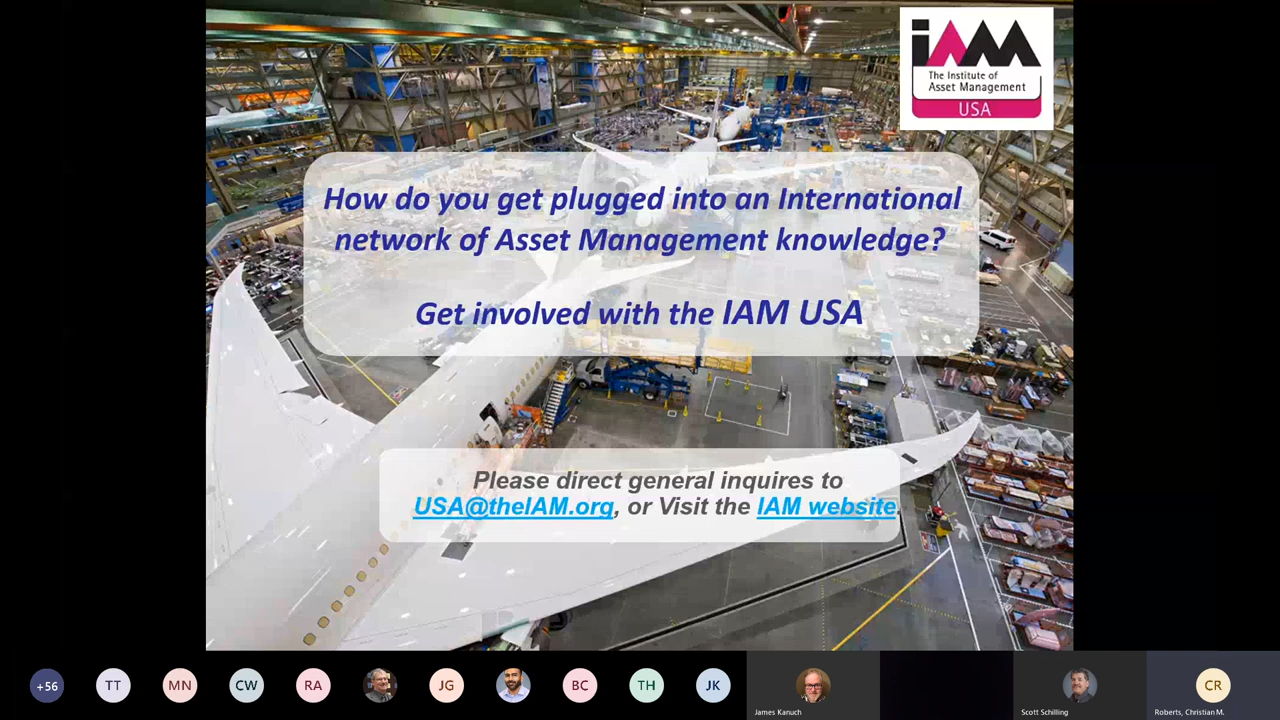 iAM
The Institute of
Asset Management
USA
How do you get plugged into an International
network of Asset Management knowledge?
Get involved with the IAM USA
Please direct general inquires to
USA@theIAM.org, or Visit the IAM website.
+56
TT
MN
CW
RA
JG
BC
TH
JK
James Kanuch
Scott Schilling
CR
Roberts, Christian M.